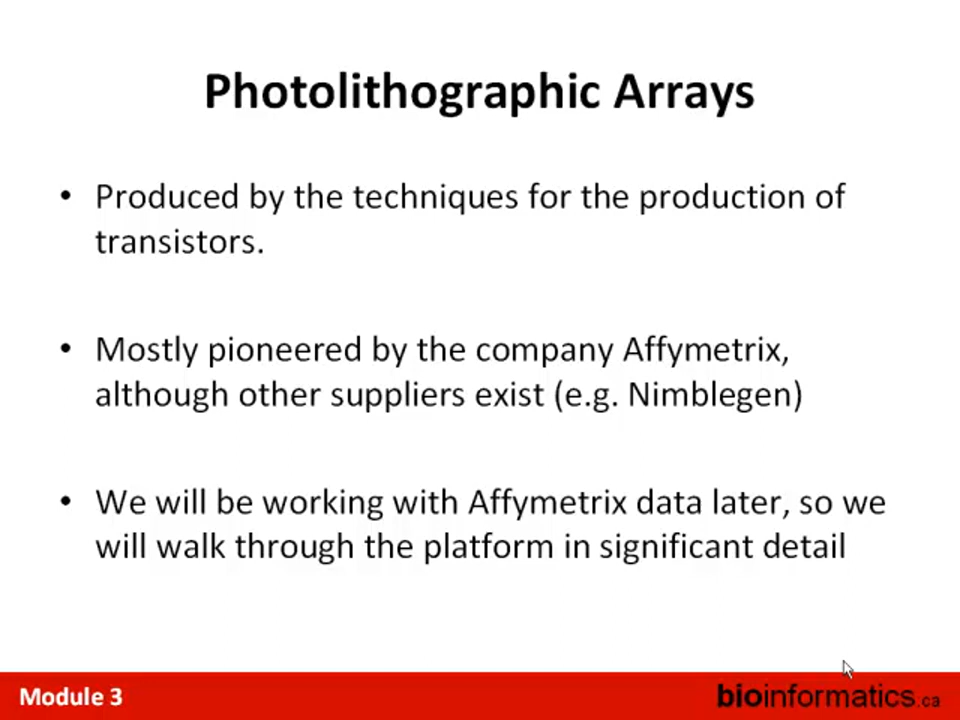 Photolithographic Arrays
• Produced by the techniques for the production of
transistors.
• Mostly pioneered by the company Affymetrix,
although other suppliers exist (e.g. Nimblegen)
• We will be working with Affymetrix data later, so we
will walk through the platform in significant detail
Module 3
bioinformatics.ca